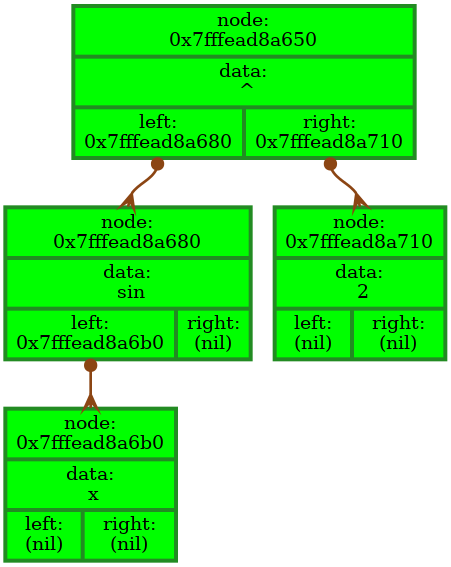 node:
0x7fffead8a650
data:
^
left:
0x7fffead8a680
right:
0x7fffead8a710
node:
0x7fffead8a680
data:
sin
left:
0x7fffead8a6b0
right:
(nil)
node:
0x7fffead8a710
data:
2
left:
(nil)
right:
(nil)
node:
0x7fffead8a6b0
data:
x
left:
(nil)
right:
(nil)